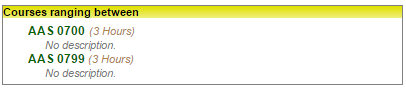 Courses ranging between
AAS 0700 (3 Hours)
No description.
AAS 0799 (3 Hours)
No description.